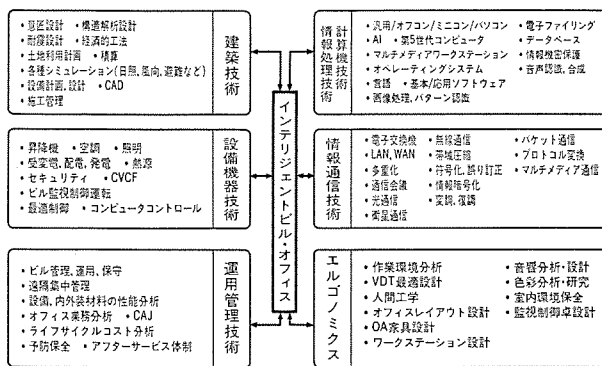 ・意匠設計 ・構造解析設計
・耐震設計 ・経済的工法
・土地利用計画 ・積算
・各種シミュレーション(日照,風向,避難など)
・設備計画,設計 ・CAD
・施工管理
建築技術
・昇降機 ・空調 ・照明
・受変電,配電,発電 ・熱源
・セキュリティ ・CVCF
・ビル監視制御運転
・最適制御 ・コンピュータコントロール
設備機器技術
・ビル管理,運用,保守
・遠隔集中管理
・設備,内外装材料の性能分析
・オフィス業務分析 ・CAJ
・ライフサイクルコスト分析
・予防保全 ・アフターサービス体制
運用管理技術
インテリジェントビル・オフィス
計算機技術
情報処理技術
・汎用/オフコン/ミニコン/パソコン ・電子ファイリング
・AI ・第5世代コンピュータ ・データベース
・マルチメディアワークステーション ・情報機密保護
・オペレーティングシステム ・音声認識,合成
・言語 ・基本/応用ソフトウェア
・画像処理,パターン認識
情報通信技術
・電子交換機 ・無線通信 ・パケット通信
・LAN,WAN ・帯域圧縮 ・プロトコル変換
・多重化 ・符号化,誤り訂正 ・マルチメディア通信
・通信会議 ・情報暗号化
・光通信 ・変調,復調
・衛星通信
エルゴノミクス
・作業環境分析 ・音響分析・設計
・VDT最適設計 ・色彩分析・研究
・人間工学 ・室内環境保全
・オフィスレイアウト設計 ・監視制御卓設計
・OA家具設計
・ワークステーション設計